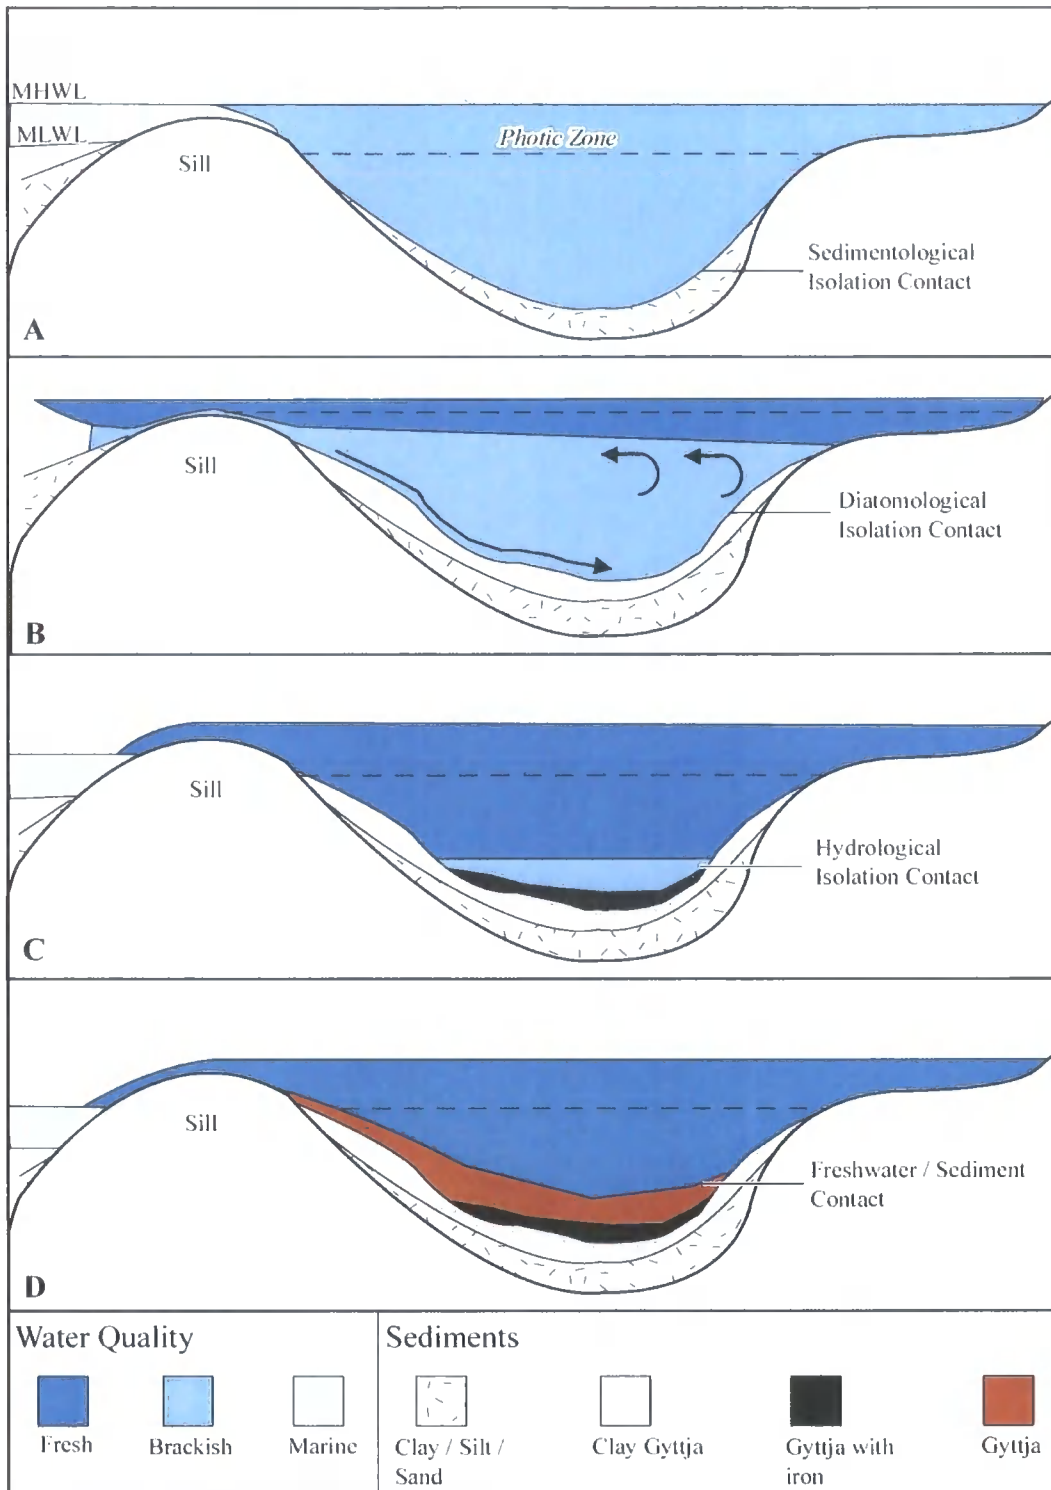 MHWL
MLWL
Photic Zone
Sill
Sedimentological
Isolation Contact
A
Sill
Diatomological
Isolation Contact
B
Sill
Hydrological
Isolation Contact
C
Sill
Freshwater / Sediment
Contact
D
Water Quality
Sediments
Fresh
Brackish
Marine
Clay / Silt /
Sand
Clay Gyttja
Gyttja with
iron
Gyttja